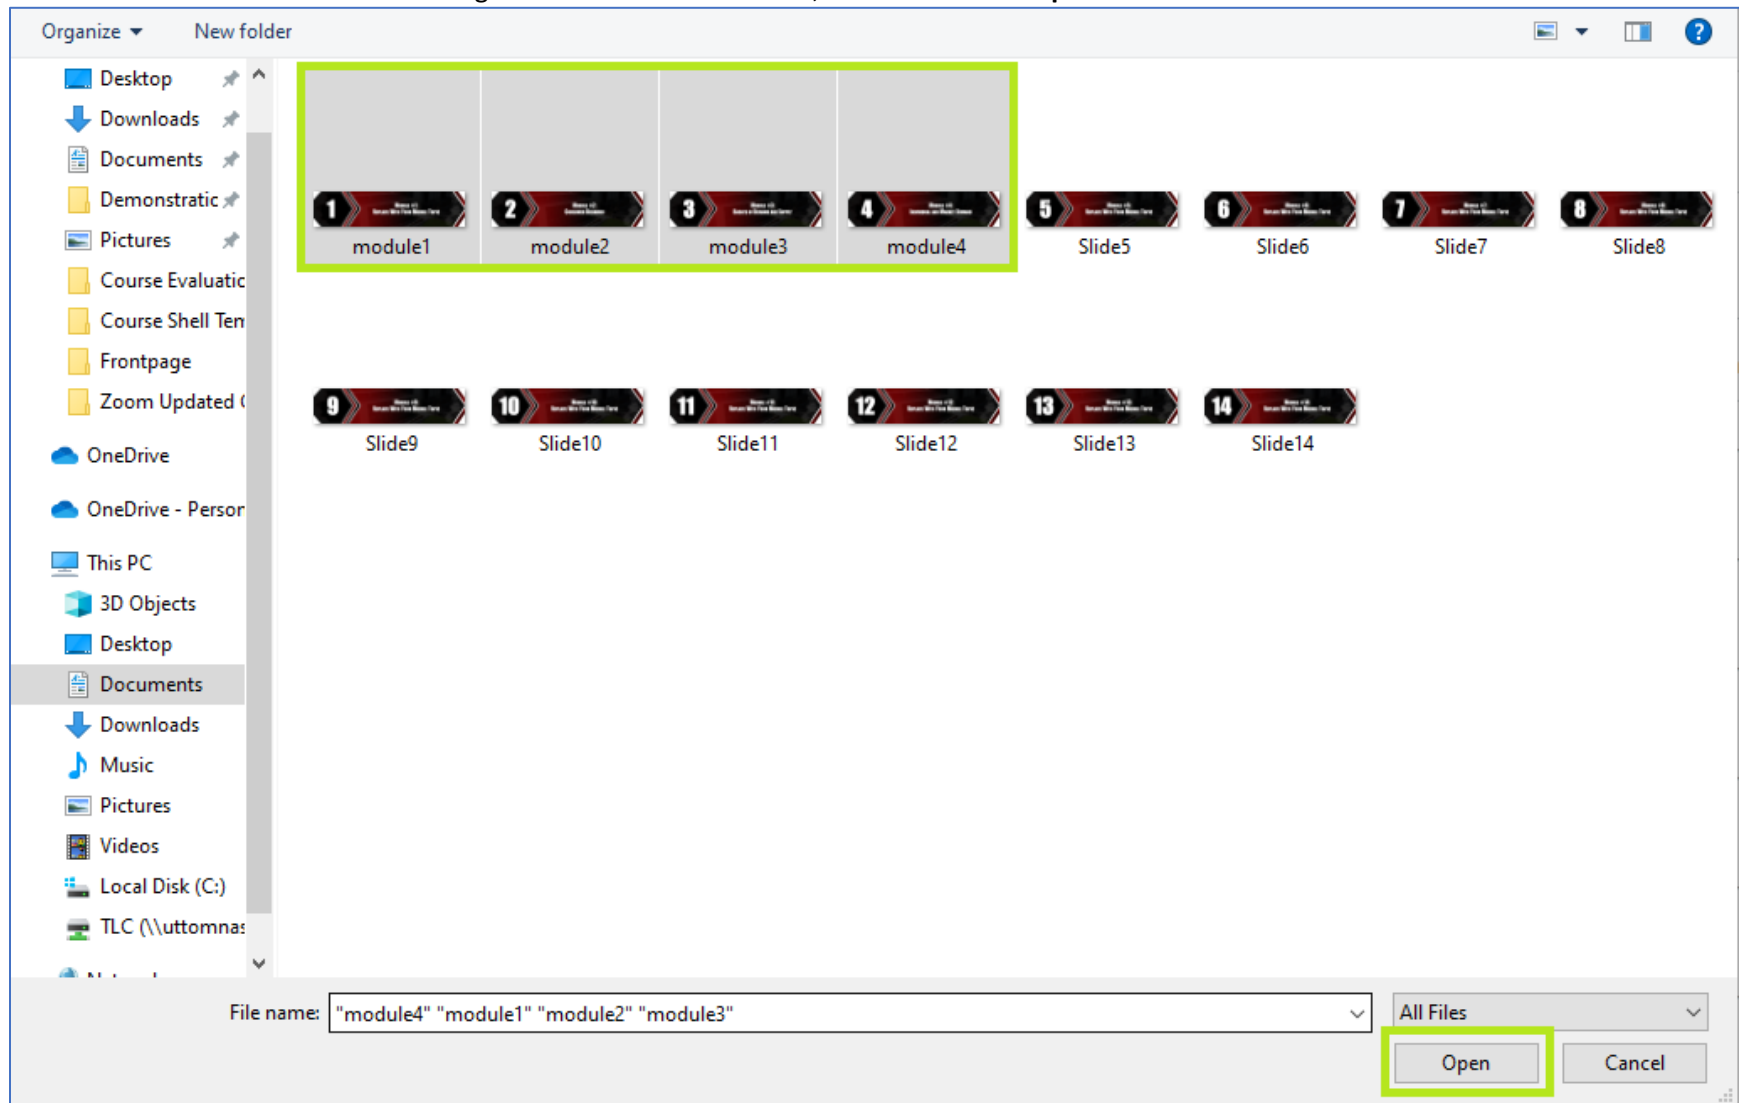 Organize New folder
Desktop
Downloads
Documents
Demonstratic
Pictures
Course Evaluatic
Course Shell Tem
Frontpage
Zoom Updated
OneDrive
OneDrive - Person
This PC
3D Objects
Desktop
Documents
Downloads
Music
Pictures
Videos
Local Disk (C:)
TLC (\\uttomnas
1 2 3 4 5 6 7 8
module1 module2 module3 module4 Slide5 Slide6 Slide7 Slide8
9 10 11 12 13 14
Slide9 Slide10 Slide11 Slide12 Slide13 Slide14
File name: "module4" "module1" "module2" "module3" All Files
Open Cancel